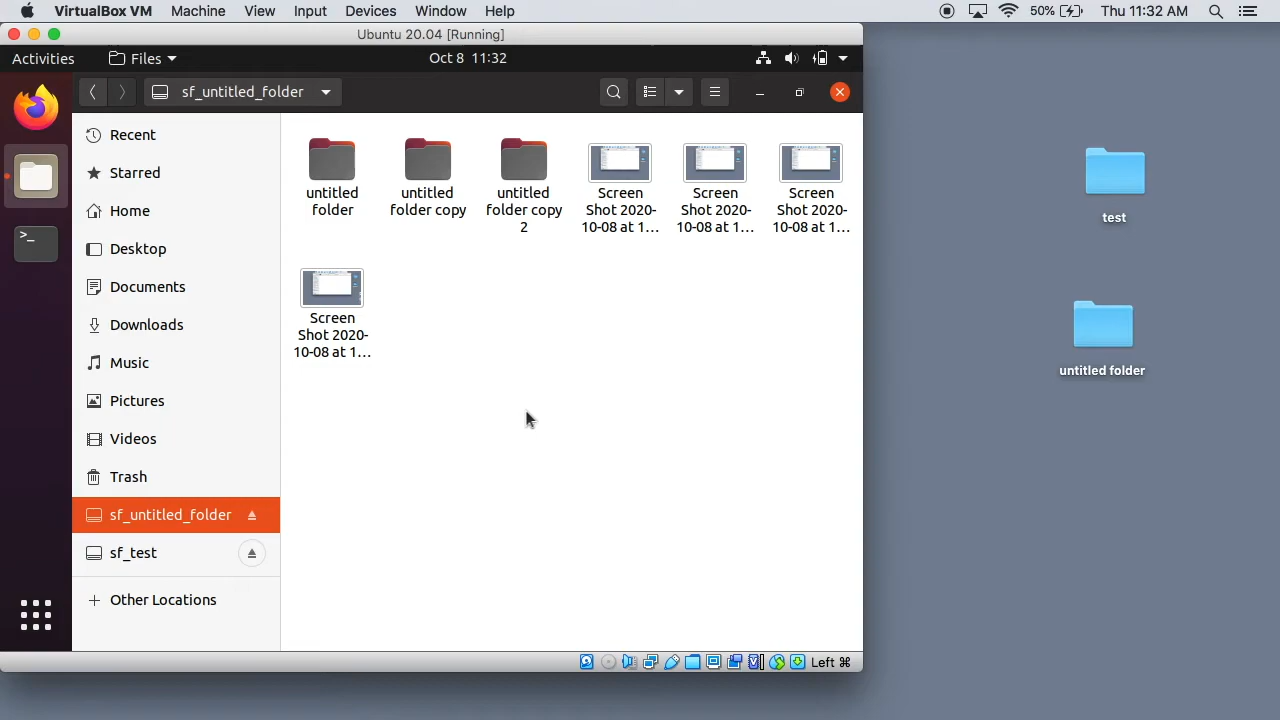 VirtualBox VM Machine View Input Devices Window Help 50% Thu 11:32 AM
Ubuntu 20.04 [Running]
Activities Files Oct 8 11:32
sf_untitled_folder
Recent
Starred
Home
Desktop
Documents
Downloads
Music
Pictures
Videos
Trash
sf_untitled_folder
sf_test
Other Locations
untitled
folder
untitled
folder copy
untitled
folder copy
2
Screen
Shot 2020-
10-08 at 1...
Screen
Shot 2020-
10-08 at 1...
Screen
Shot 2020-
10-08 at 1...
Screen
Shot 2020-
10-08 at 1...
test
untitled folder
Left ⌘